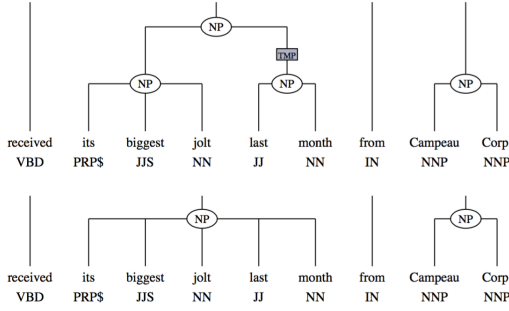 NP
TMP
NP NP NP
received its biggest jolt last month from Campeau Corp
VBD PRP$ JJS NN JJ NN IN NNP NNP
NP NP
received its biggest jolt last month from Campeau Corp
VBD PRP$ JJS NN JJ NN IN NNP NNP